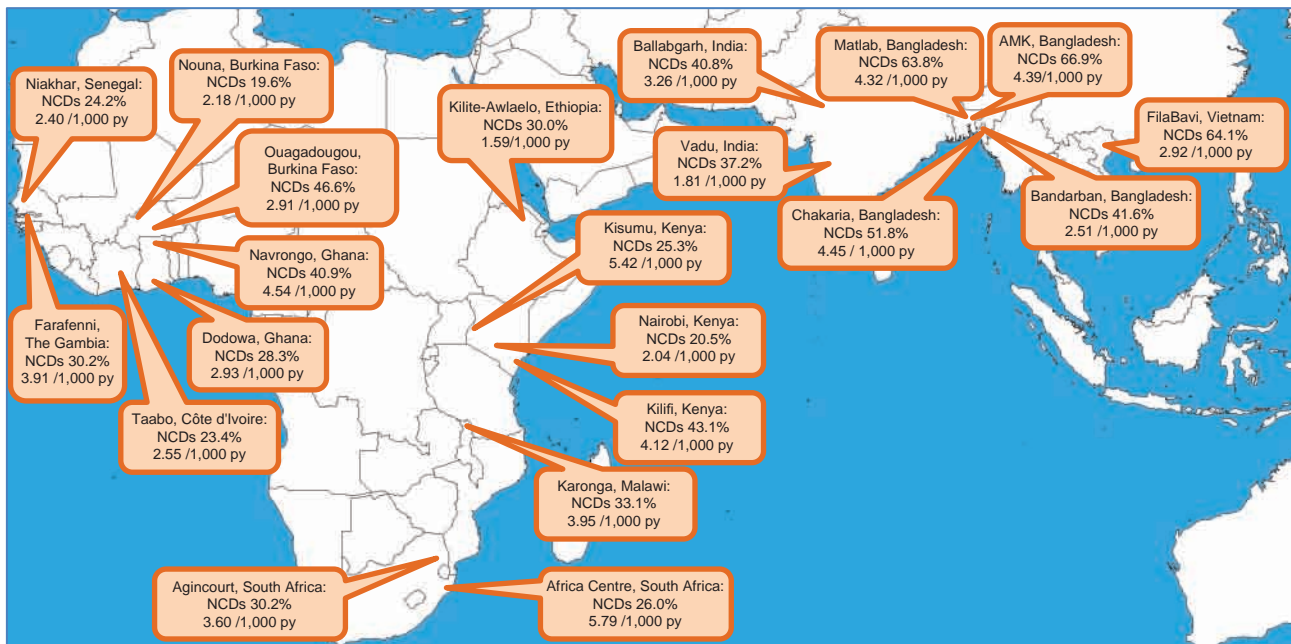 Niakhar, Senegal:
NCDs 24.2%
2.40 /1,000 py
Nouna, Burkina Faso:
NCDs 19.6%
2.18 /1,000 py
Ouagadougou,
Burkina Faso:
NCDs 46.6%
2.91 /1,000 py
Navrongo, Ghana:
NCDs 40.9%
4.54 /1,000 py
Farafenni,
The Gambia:
NCDs 30.2%
3.91 /1,000 py
Dodowa, Ghana:
NCDs 28.3%
2.93 /1,000 py
Taabo, Côte d'Ivoire:
NCDs 23.4%
2.55 /1,000 py
Kilite-Awlaelo, Ethiopia:
NCDs 30.0%
1.59/1,000 py
Kisumu, Kenya:
NCDs 25.3%
5.42 /1,000 py
Nairobi, Kenya:
NCDs 20.5%
2.04 /1,000 py
Kilifi, Kenya:
NCDs 43.1%
4.12 /1,000 py
Karonga, Malawi:
NCDs 33.1%
3.95 /1,000 py
Agincourt, South Africa:
NCDs 30.2%
3.60 /1,000 py
Africa Centre, South Africa:
NCDs 26.0%
5.79 /1,000 py
Ballabgarh, India:
NCDs 40.8%
3.26 /1,000 py
Matlab, Bangladesh:
NCDs 63.8%
4.32 /1,000 py
AMK, Bangladesh:
NCDs 66.9%
4.39/1,000 py
Vadu, India:
NCDs 37.2%
1.81 /1,000 py
FilaBavi, Vietnam:
NCDs 64.1%
2.92 /1,000 py
Chakaria, Bangladesh:
NCDs 51.8%
4.45 / 1,000 py
Bandarban, Bangladesh:
NCDs 41.6%
2.51 /1,000 py